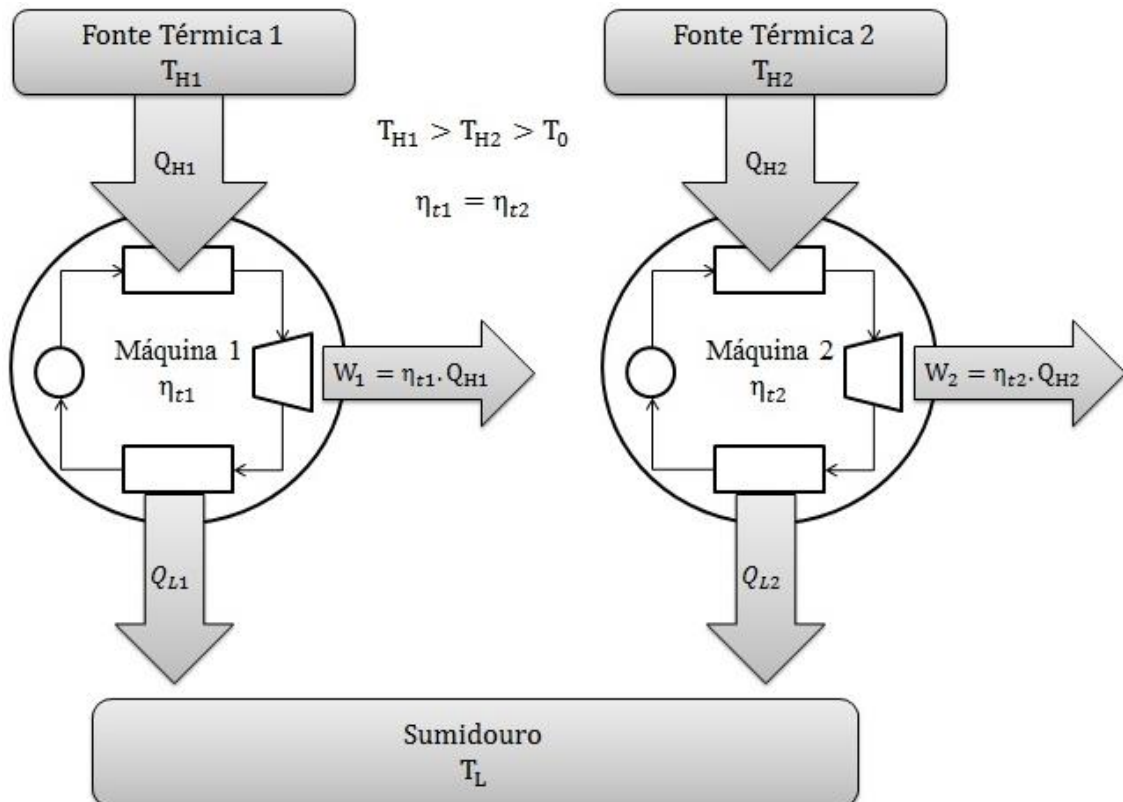 Fonte Térmica 1
T_H1
Q_H1
Máquina 1
η_t1
W_1 = η_t1. Q_H1
Q_L1
T_H1 > T_H2 > T_0
η_t1 = η_t2
Fonte Térmica 2
T_H2
Q_H2
Máquina 2
η_t2
W_2 = η_t2. Q_H2
Q_L2
Sumidouro
T_L